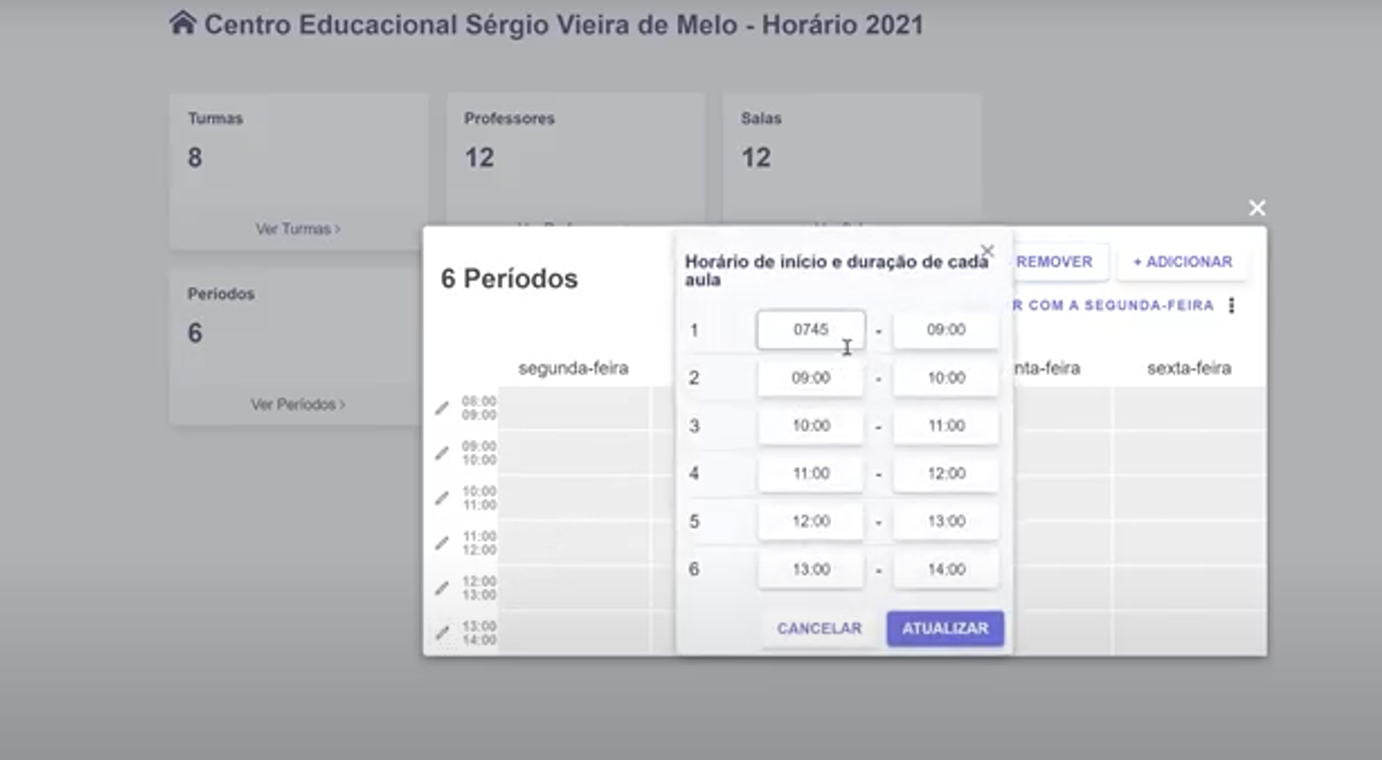 Centro Educacional Sérgio Vieira de Melo - Horário 2021
Turmas
8
Ver Turmas >
Professores
12
Salas
12
Períodos
6
Ver Períodos >
6 Períodos
REMOVER
+ ADICIONAR
R COM A SEGUNDA-FEIRA
segunda-feira
nta-feira
sexta-feira
08:00
09:00
09:00
10:00
10:00
11:00
11:00
12:00
12:00
13:00
13:00
14:00
Horário de início e duração de cada
aula
1 0745 - 09:00
2 09:00 - 10:00
3 10:00 - 11:00
4 11:00 - 12:00
5 12:00 - 13:00
6 13:00 - 14:00
CANCELAR
ATUALIZAR